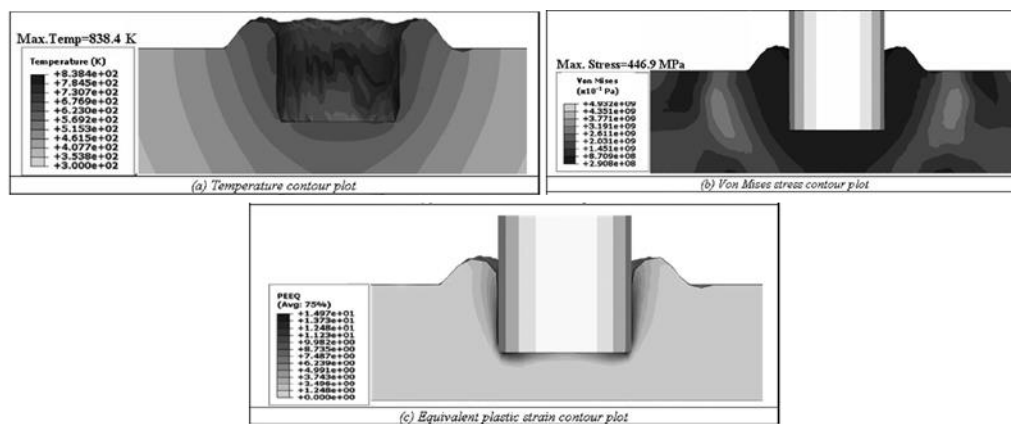 Max.Temp=838.4 K
Temperature (K)
+8.384e+02
+7.845e+02
+7.307e+02
+6.769e+02
+6.230e+02
+5.692e+02
+5.153e+02
+4.615e+02
+4.077e+02
+3.538e+02
+3.000e+02
(a) Temperature contour plot
Max. Stress=446.9 MPa
Von Mises
(x10⁻¹ Pa)
+4.932e+09
+4.351e+09
+3.771e+09
+3.191e+09
+2.611e+09
+2.031e+09
+1.451e+09
+8.709e+08
+2.908e+08
(b) Von Mises stress contour plot
PEEQ
(Avg: 75%)
+1.497e+01
+1.373e+01
+1.248e+01
+1.123e+01
+9.982e+00
+8.735e+00
+7.487e+00
+6.239e+00
+4.991e+00
+3.743e+00
+2.496e+00
+1.248e+00
+0.000e+00
(c) Equivalent plastic strain contour plot